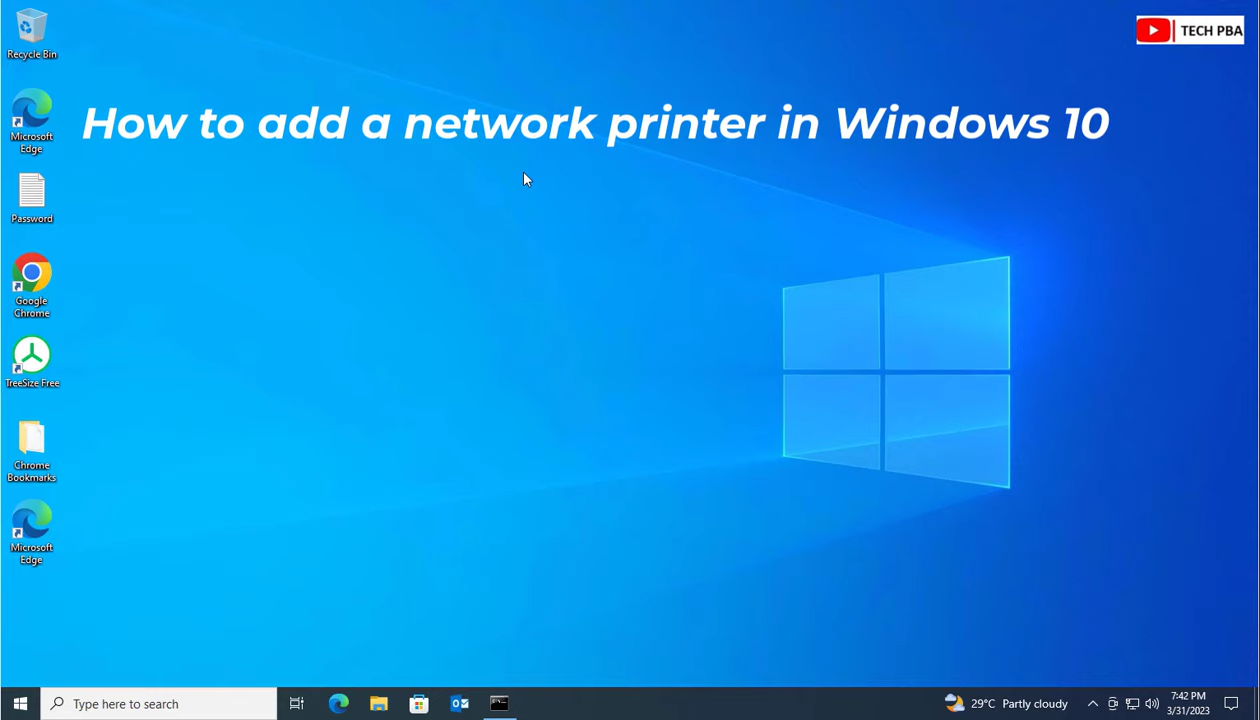 TECH PBA
How to add a network printer in Windows 10
Recycle Bin
Microsoft
Edge
Password
Google
Chrome
TreeSize Free
Chrome
Bookmarks
Microsoft
Edge
Type here to search
29°C Partly cloudy
7:42 PM
3/31/2023